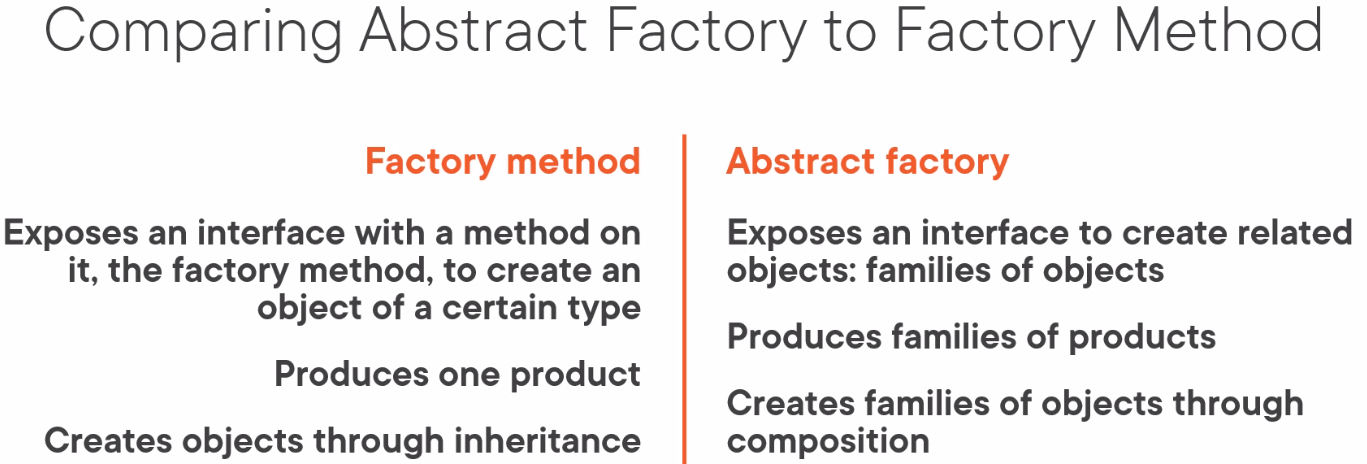 Comparing Abstract Factory to Factory Method
Factory method
Exposes an interface with a method on
it, the factory method, to create an
object of a certain type
Produces one product
Creates objects through inheritance
Abstract factory
Exposes an interface to create related
objects: families of objects
Produces families of products
Creates families of objects through
composition